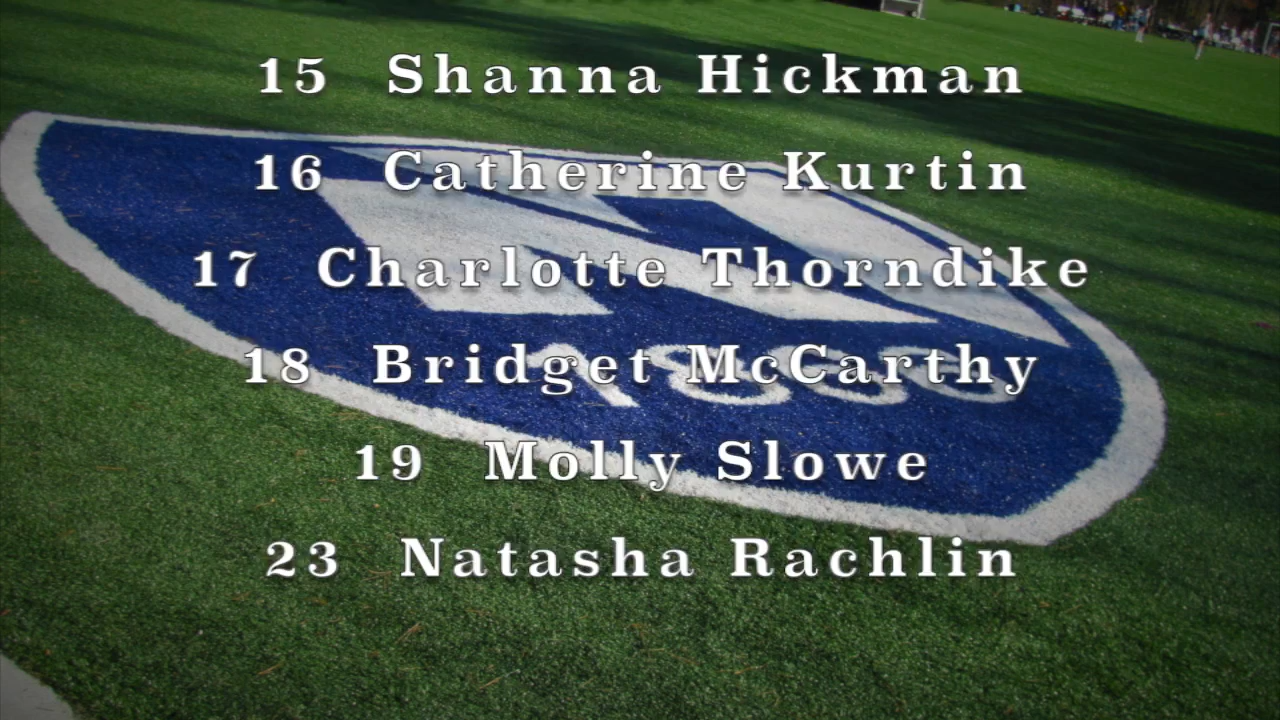 15 Shanna Hickman
16 Catherine Kurtin
17 Charlotte Thorndike
18 Bridget McCarthy
19 Molly Slowe
23 Natasha Rachlin